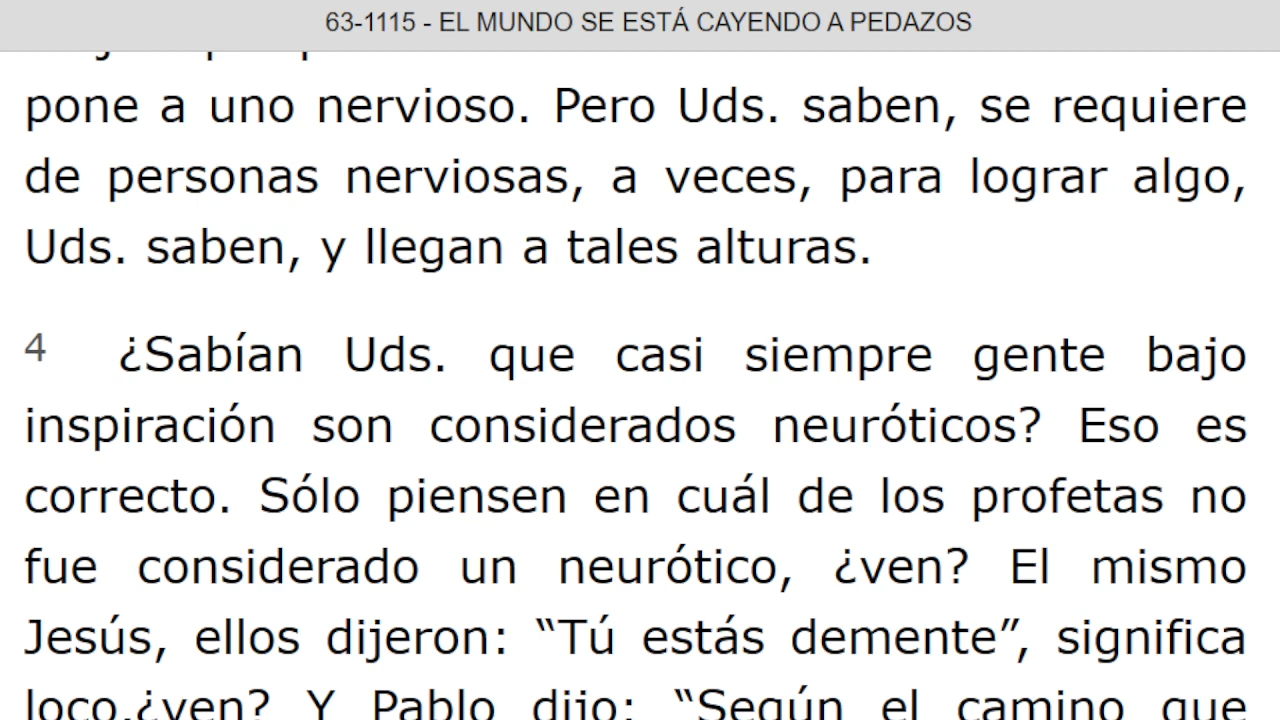 63-1115 - EL MUNDO SE ESTÁ CAYENDO A PEDAZOS
pone a uno nervioso. Pero Uds. saben, se requiere
de personas nerviosas, a veces, para lograr algo,
Uds. saben, y llegan a tales alturas.
4 ¿Sabían Uds. que casi siempre gente bajo
inspiración son considerados neuróticos? Eso es
correcto. Sólo piensen en cuál de los profetas no
fue considerado un neurótico, ¿ven? El mismo
Jesús, ellos dijeron: “Tú estás demente”, significa
loco,¿ven? Y Pablo dijo: “Según el camino que